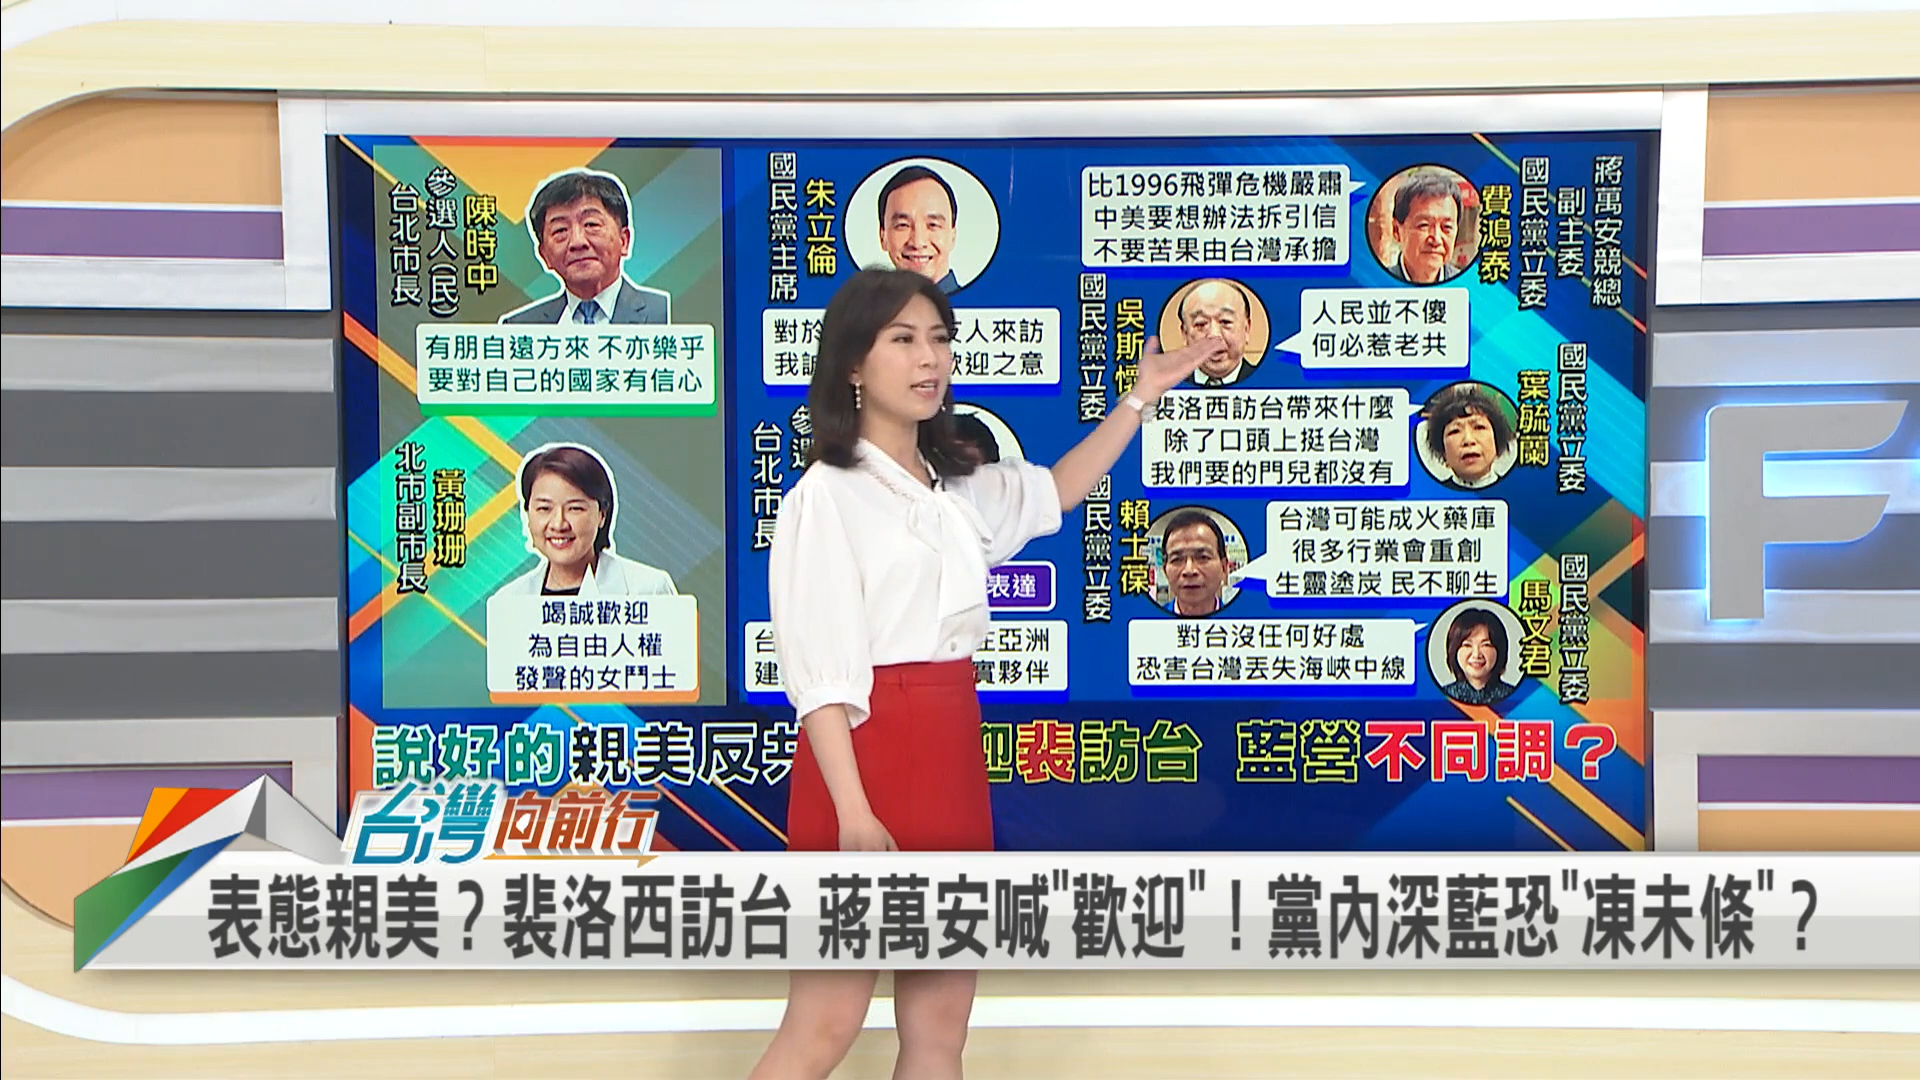 陳時中
參選人(民)
台北市長
有朋自遠方來 不亦樂乎
要對自己的國家有信心
黃珊珊
北市副市長
竭誠歡迎
為自由人權
發聲的女鬥士
朱立倫
國民黨主席
對於
友人來訪
我誠
歡迎之意
參選
台北市長
表達
台
在亞洲
建
實夥伴
蔣萬安競總
副主委
國民黨立委
費鴻泰
比1996飛彈危機嚴肅
中美要想辦法拆引信
不要苦果由台灣承擔
吳斯懷
國民黨立委
人民並不傻
何必惹老共
國民黨立委
葉毓蘭
裴洛西訪台帶來什麼
除了口頭上挺台灣
我們要的門兒都沒有
賴士葆
國民黨立委
台灣可能成火藥庫
很多行業會重創
生靈塗炭 民不聊生
國民黨立委
馬文君
對台沒任何好處
恐害台灣丟失海峽中線
說好的親美反共
迎裴訪台 藍營不同調?
F
台灣向前行
表態親美?裴洛西訪台 蔣萬安喊"歡迎"!黨內深藍恐"凍未條"?